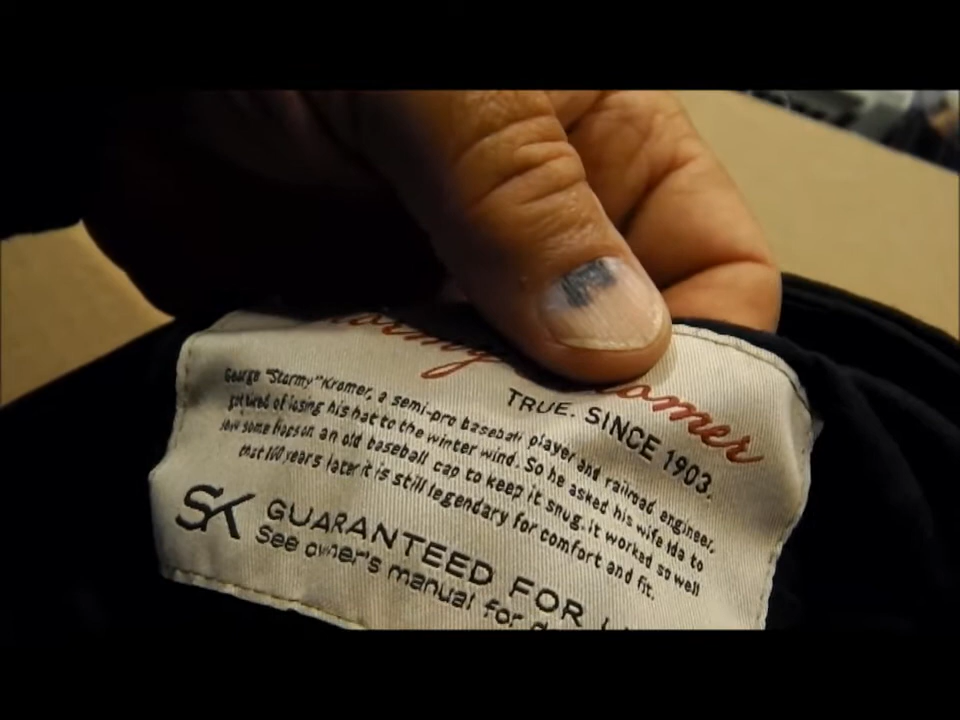 ormy omer
TRUE. SINCE 1903.
George "Stormy" Kromer, a semi-pro baseball player and railroad engineer,
got tired of losing his hat to the winter wind. So he asked his wife Ida to
sew some flaps on an old baseball cap to keep it snug. It worked so well
that 100 years later it is still legendary for comfort and fit.
SK GUARANTEED FOR LI
See owner's manual for d